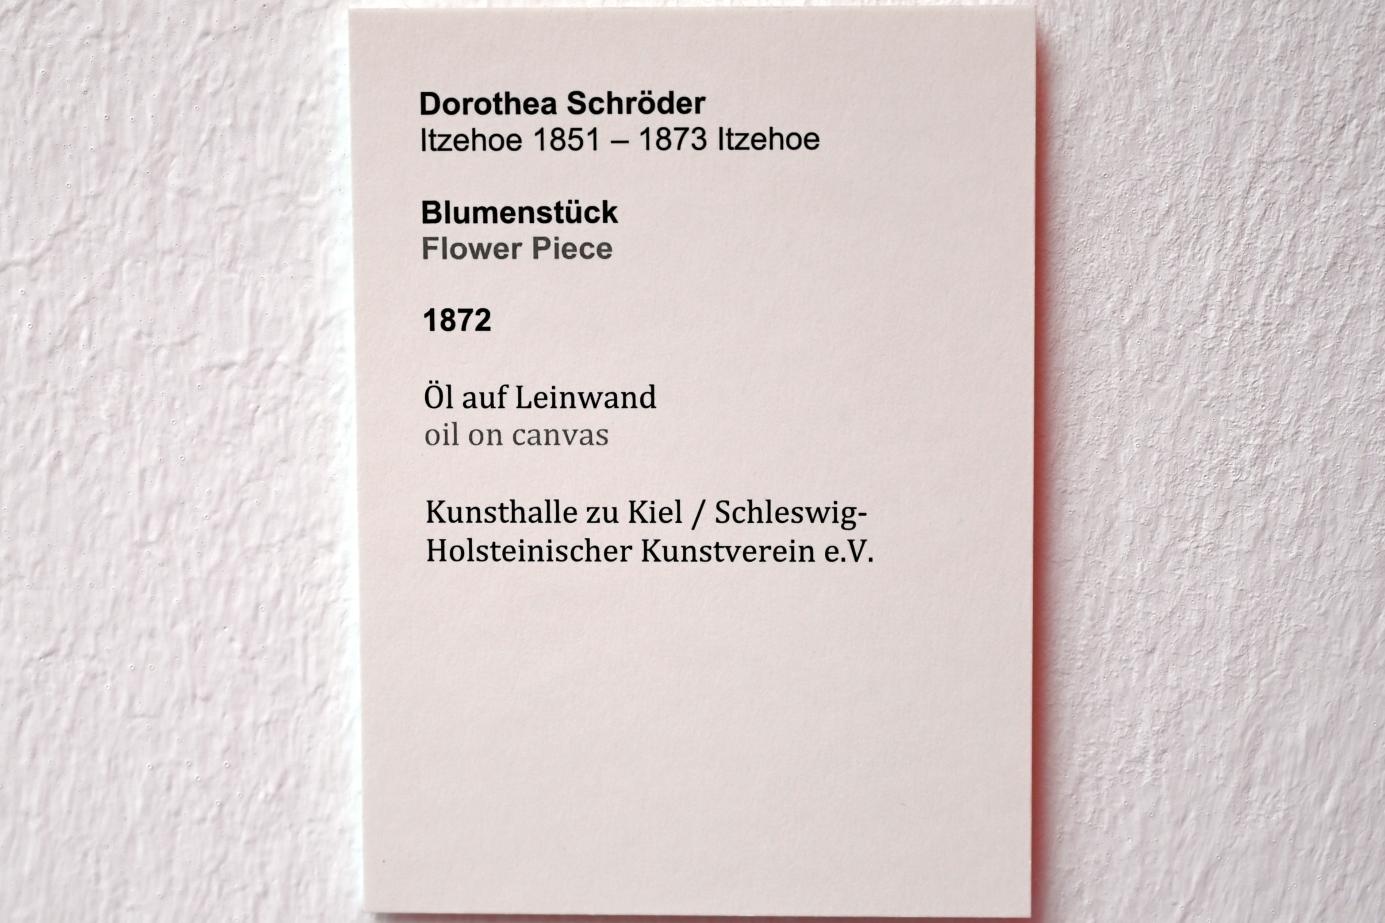 Dorothea Schröder
Itzehoe 1851 – 1873 Itzehoe
Blumenstück
Flower Piece
1872
Öl auf Leinwand
oil on canvas
Kunsthalle zu Kiel / Schleswig-
Holsteinischer Kunstverein e.V.